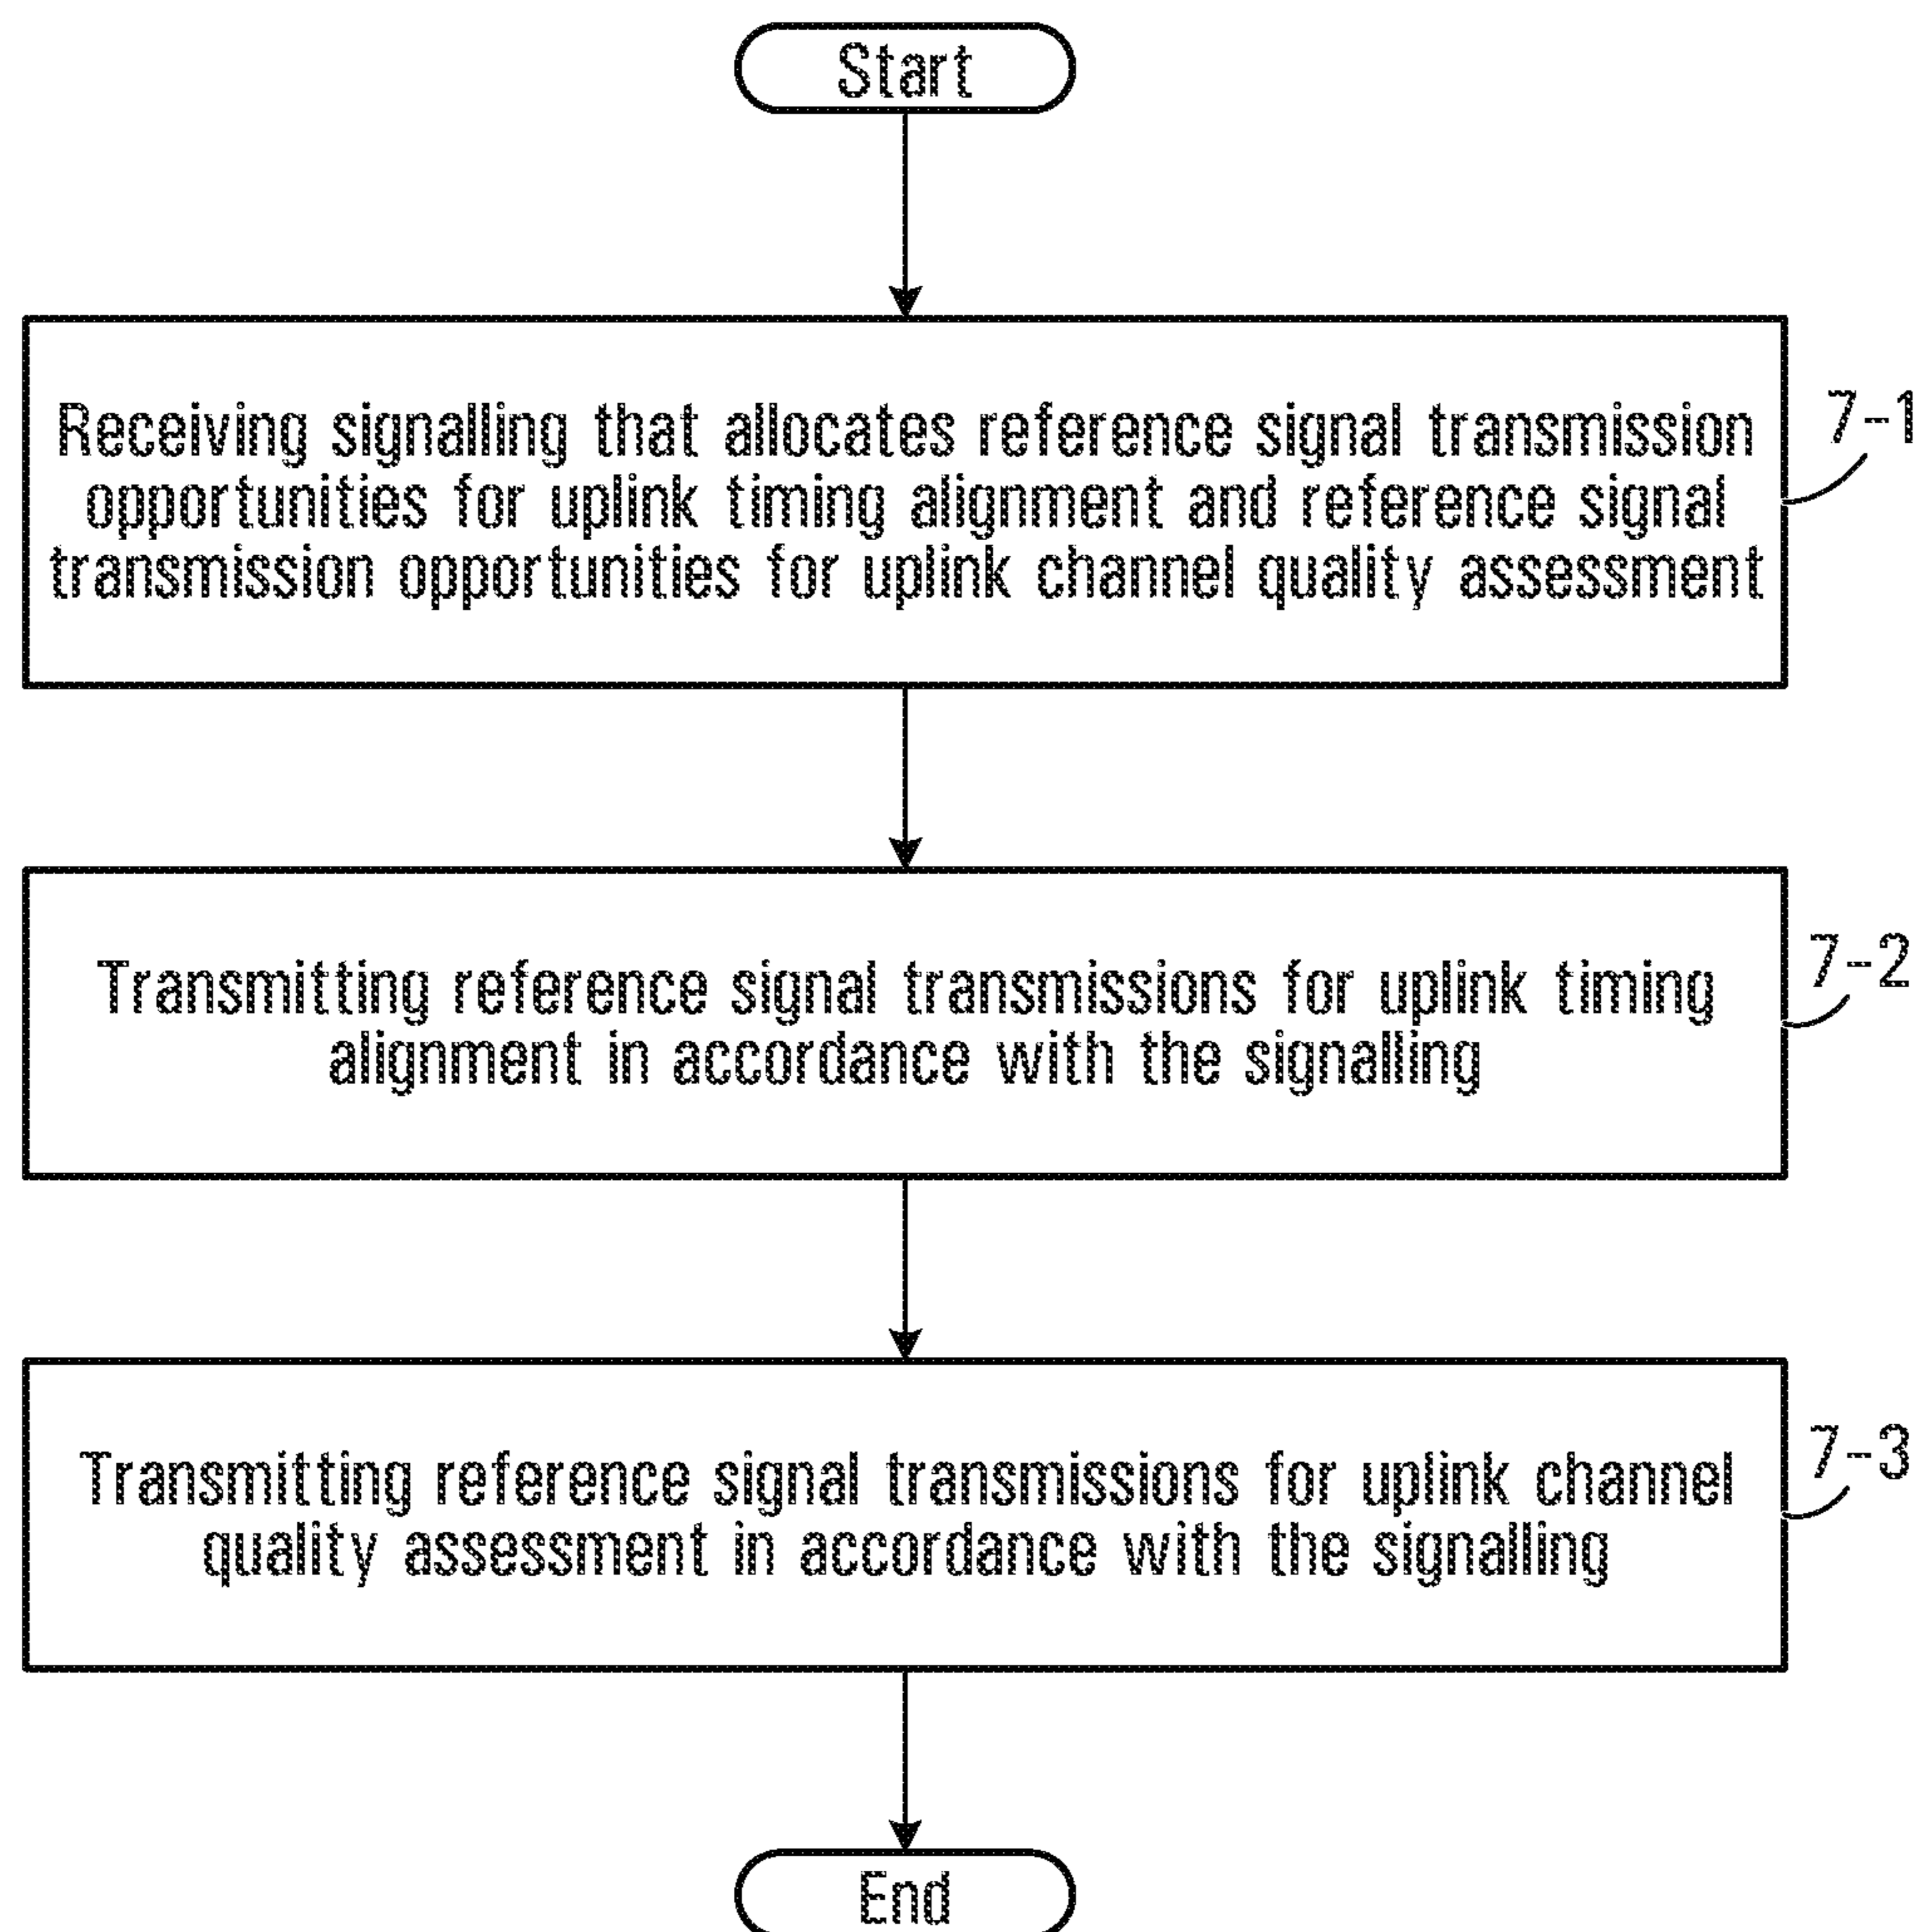 Start
Receiving signalling that allocates reference signal transmission
opportunities for uplink timing alignment and reference signal
transmission opportunities for uplink channel quality assessment
7-1
Transmitting reference signal transmissions for uplink timing
alignment in accordance with the signalling
7-2
Transmitting reference signal transmissions for uplink channel
quality assessment in accordance with the signalling
7-3
End